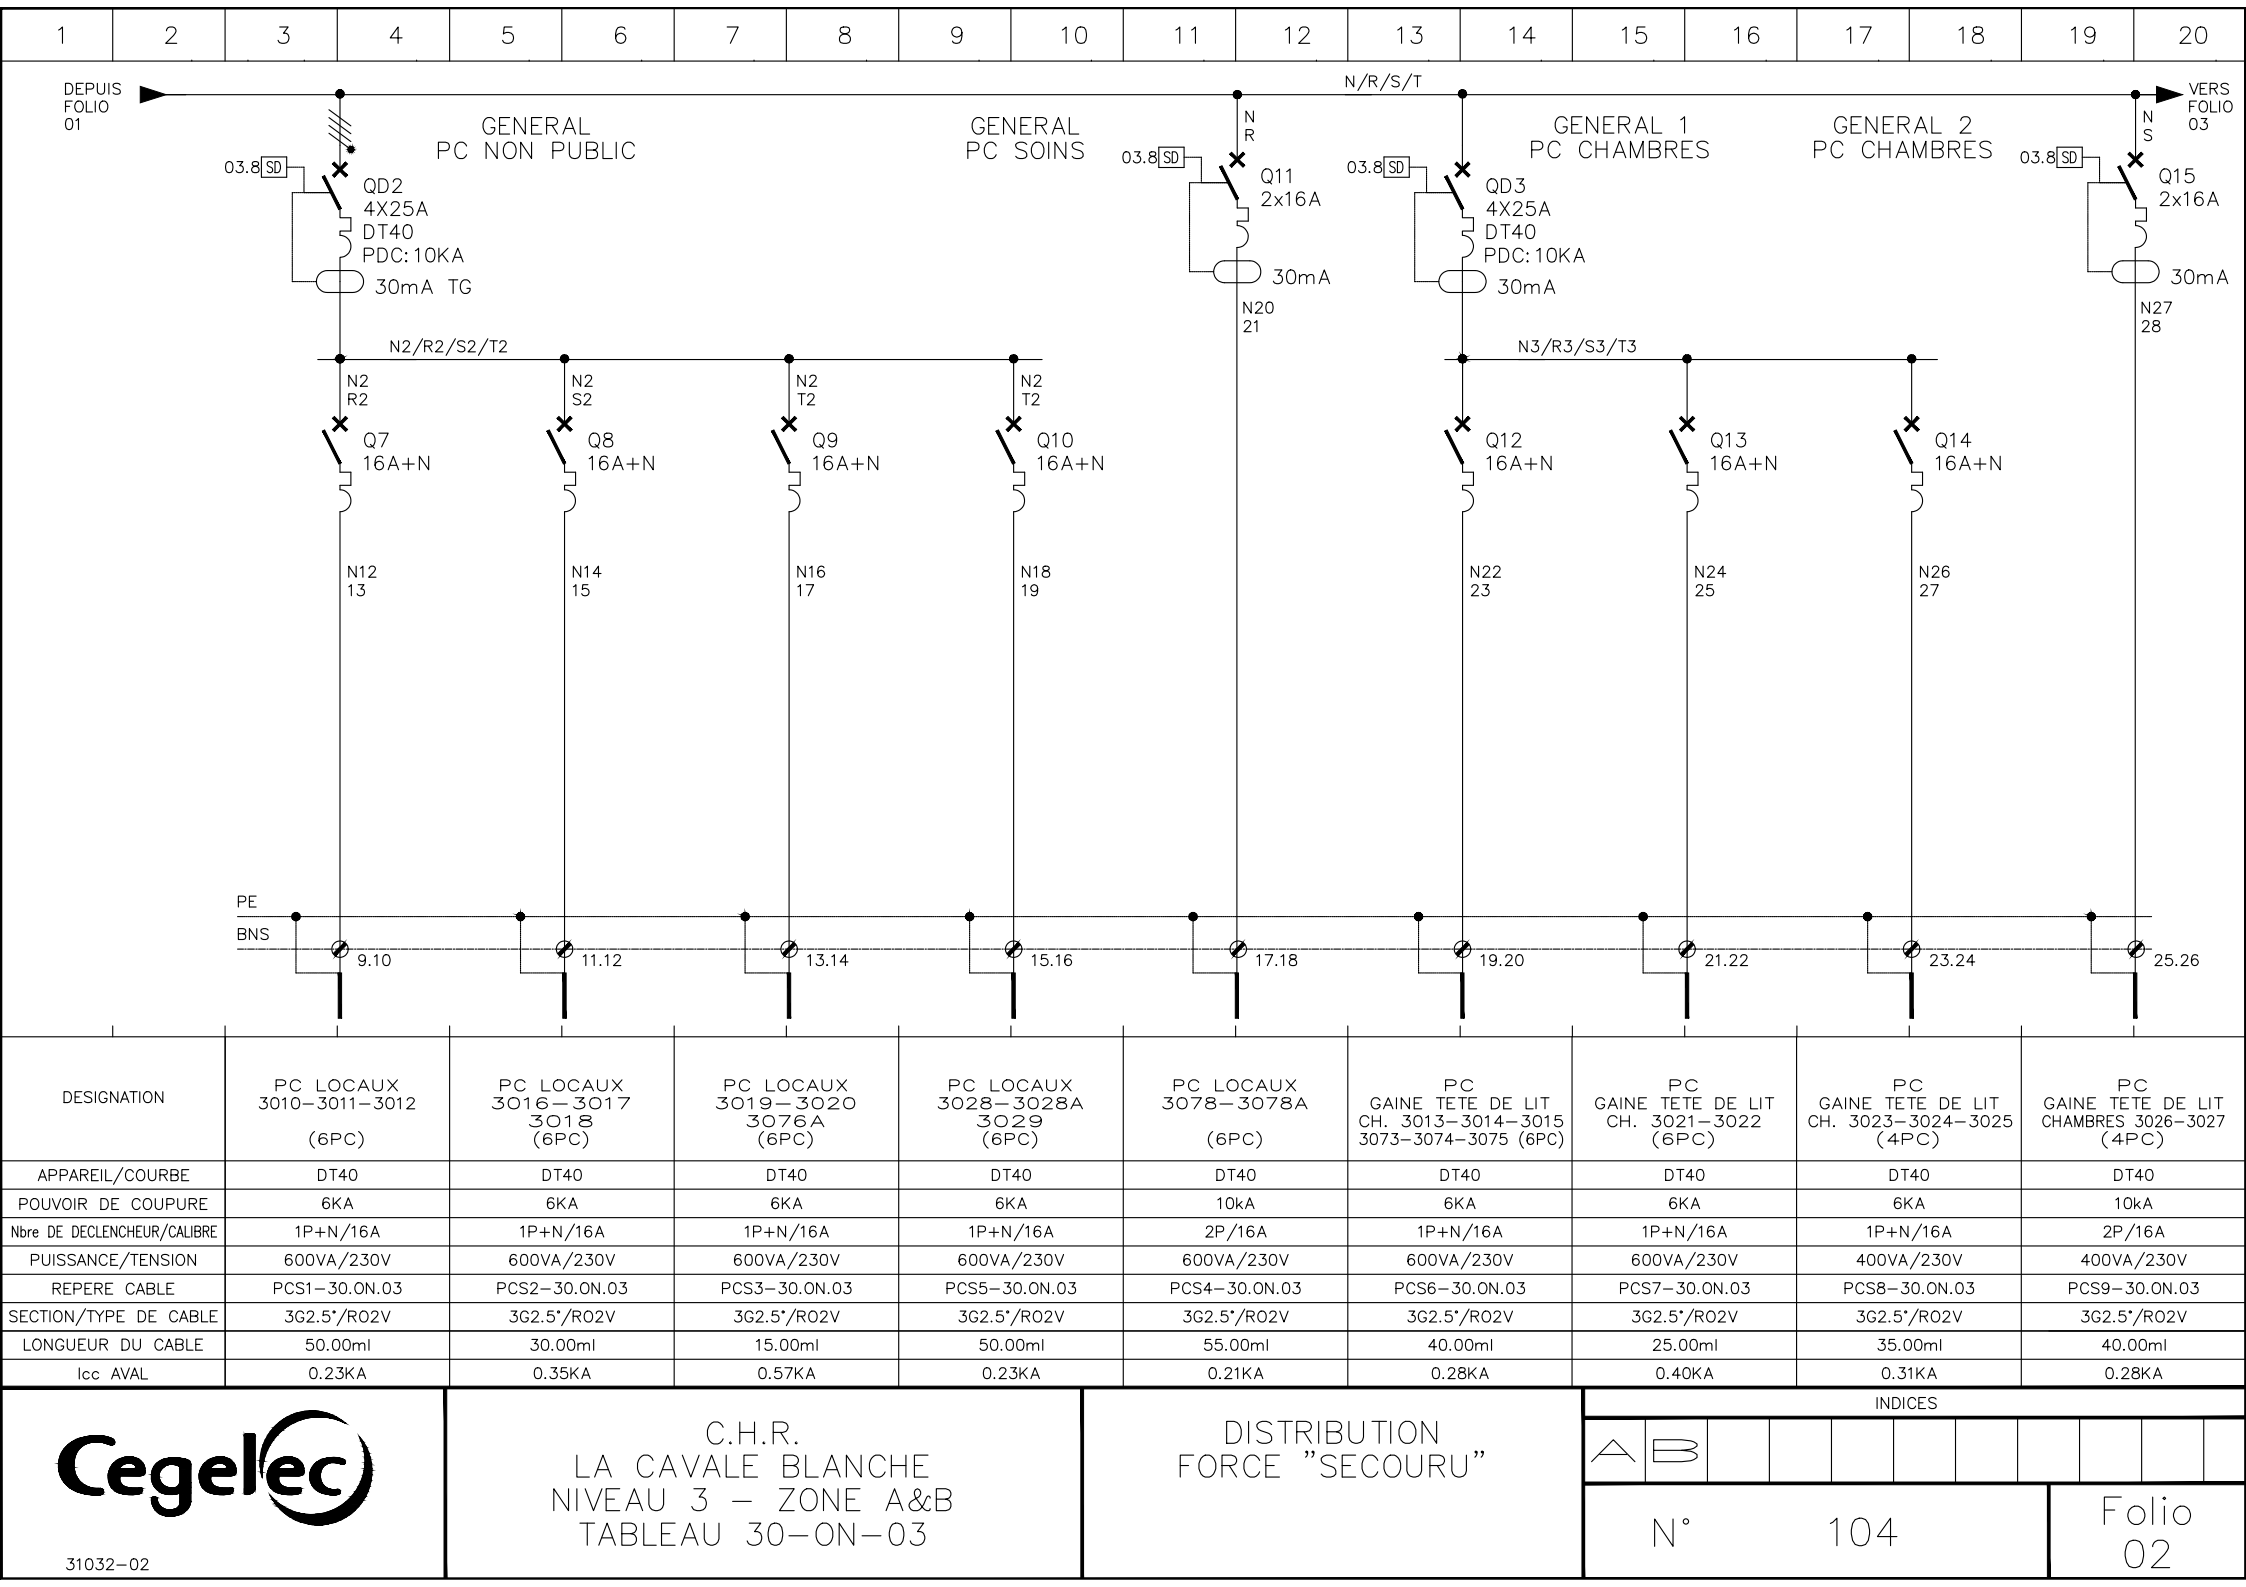 1 2 3 4 5 6 7 8 9 10 11 12 13 14 15 16 17 18 19 20
DEPUIS
FOLIO
01
N/R/S/T
VERS
FOLIO
03
GENERAL
PC NON PUBLIC
GENERAL
PC SOINS
GENERAL 1
PC CHAMBRES
GENERAL 2
PC CHAMBRES
03.8 SD
QD2
4X25A
DT40
PDC:10KA
30mA TG
N
R
03.8 SD
Q11
2x16A
30mA
N20
21
03.8 SD
QD3
4X25A
DT40
PDC:10KA
30mA
N
S
03.8 SD
Q15
2x16A
30mA
N27
28
N2/R2/S2/T2
N3/R3/S3/T3
N2
R2
Q7
16A+N
N12
13
N2
S2
Q8
16A+N
N14
15
N2
T2
Q9
16A+N
N16
17
N2
T2
Q10
16A+N
N18
19
Q12
16A+N
N22
23
Q13
16A+N
N24
25
Q14
16A+N
N26
27
PE
BNS
9.10 11.12 13.14 15.16 17.18 19.20 21.22 23.24 25.26
DESIGNATION
PC LOCAUX
3010-3011-3012
(6PC)
PC LOCAUX
3016-3017
3018
(6PC)
PC LOCAUX
3019-3020
3076A
(6PC)
PC LOCAUX
3028-3028A
3029
(6PC)
PC LOCAUX
3078-3078A
(6PC)
PC
GAINE TETE DE LIT
CH. 3013-3014-3015
3073-3074-3075 (6PC)
PC
GAINE TETE DE LIT
CH. 3021-3022
(6PC)
PC
GAINE TETE DE LIT
CH. 3023-3024-3025
(4PC)
PC
GAINE TETE DE LIT
CHAMBRES 3026-3027
(4PC)
APPAREIL/COURBE DT40 DT40 DT40 DT40 DT40 DT40 DT40 DT40 DT40
POUVOIR DE COUPURE 6KA 6KA 6KA 6KA 10kA 6KA 6KA 6KA 10kA
Nbre DE DECLENCHEUR/CALIBRE 1P+N/16A 1P+N/16A 1P+N/16A 1P+N/16A 2P/16A 1P+N/16A 1P+N/16A 1P+N/16A 2P/16A
PUISSANCE/TENSION 600VA/230V 600VA/230V 600VA/230V 600VA/230V 600VA/230V 600VA/230V 600VA/230V 400VA/230V 400VA/230V
REPERE CABLE PCS1-30.ON.03 PCS2-30.ON.03 PCS3-30.ON.03 PCS5-30.ON.03 PCS4-30.ON.03 PCS6-30.ON.03 PCS7-30.ON.03 PCS8-30.ON.03 PCS9-30.ON.03
SECTION/TYPE DE CABLE 3G2.5°/RO2V 3G2.5°/RO2V 3G2.5°/RO2V 3G2.5°/RO2V 3G2.5°/RO2V 3G2.5°/RO2V 3G2.5°/RO2V 3G2.5°/RO2V 3G2.5°/RO2V
LONGUEUR DU CABLE 50.00ml 30.00ml 15.00ml 50.00ml 55.00ml 40.00ml 25.00ml 35.00ml 40.00ml
Icc AVAL 0.23KA 0.35KA 0.57KA 0.23KA 0.21KA 0.28KA 0.40KA 0.31KA 0.28KA
Cegelec
31032-02
C.H.R.
LA CAVALE BLANCHE
NIVEAU 3 - ZONE A&B
TABLEAU 30-ON-03
DISTRIBUTION
FORCE "SECOURU"
INDICES
A B
N° 104
Folio
02